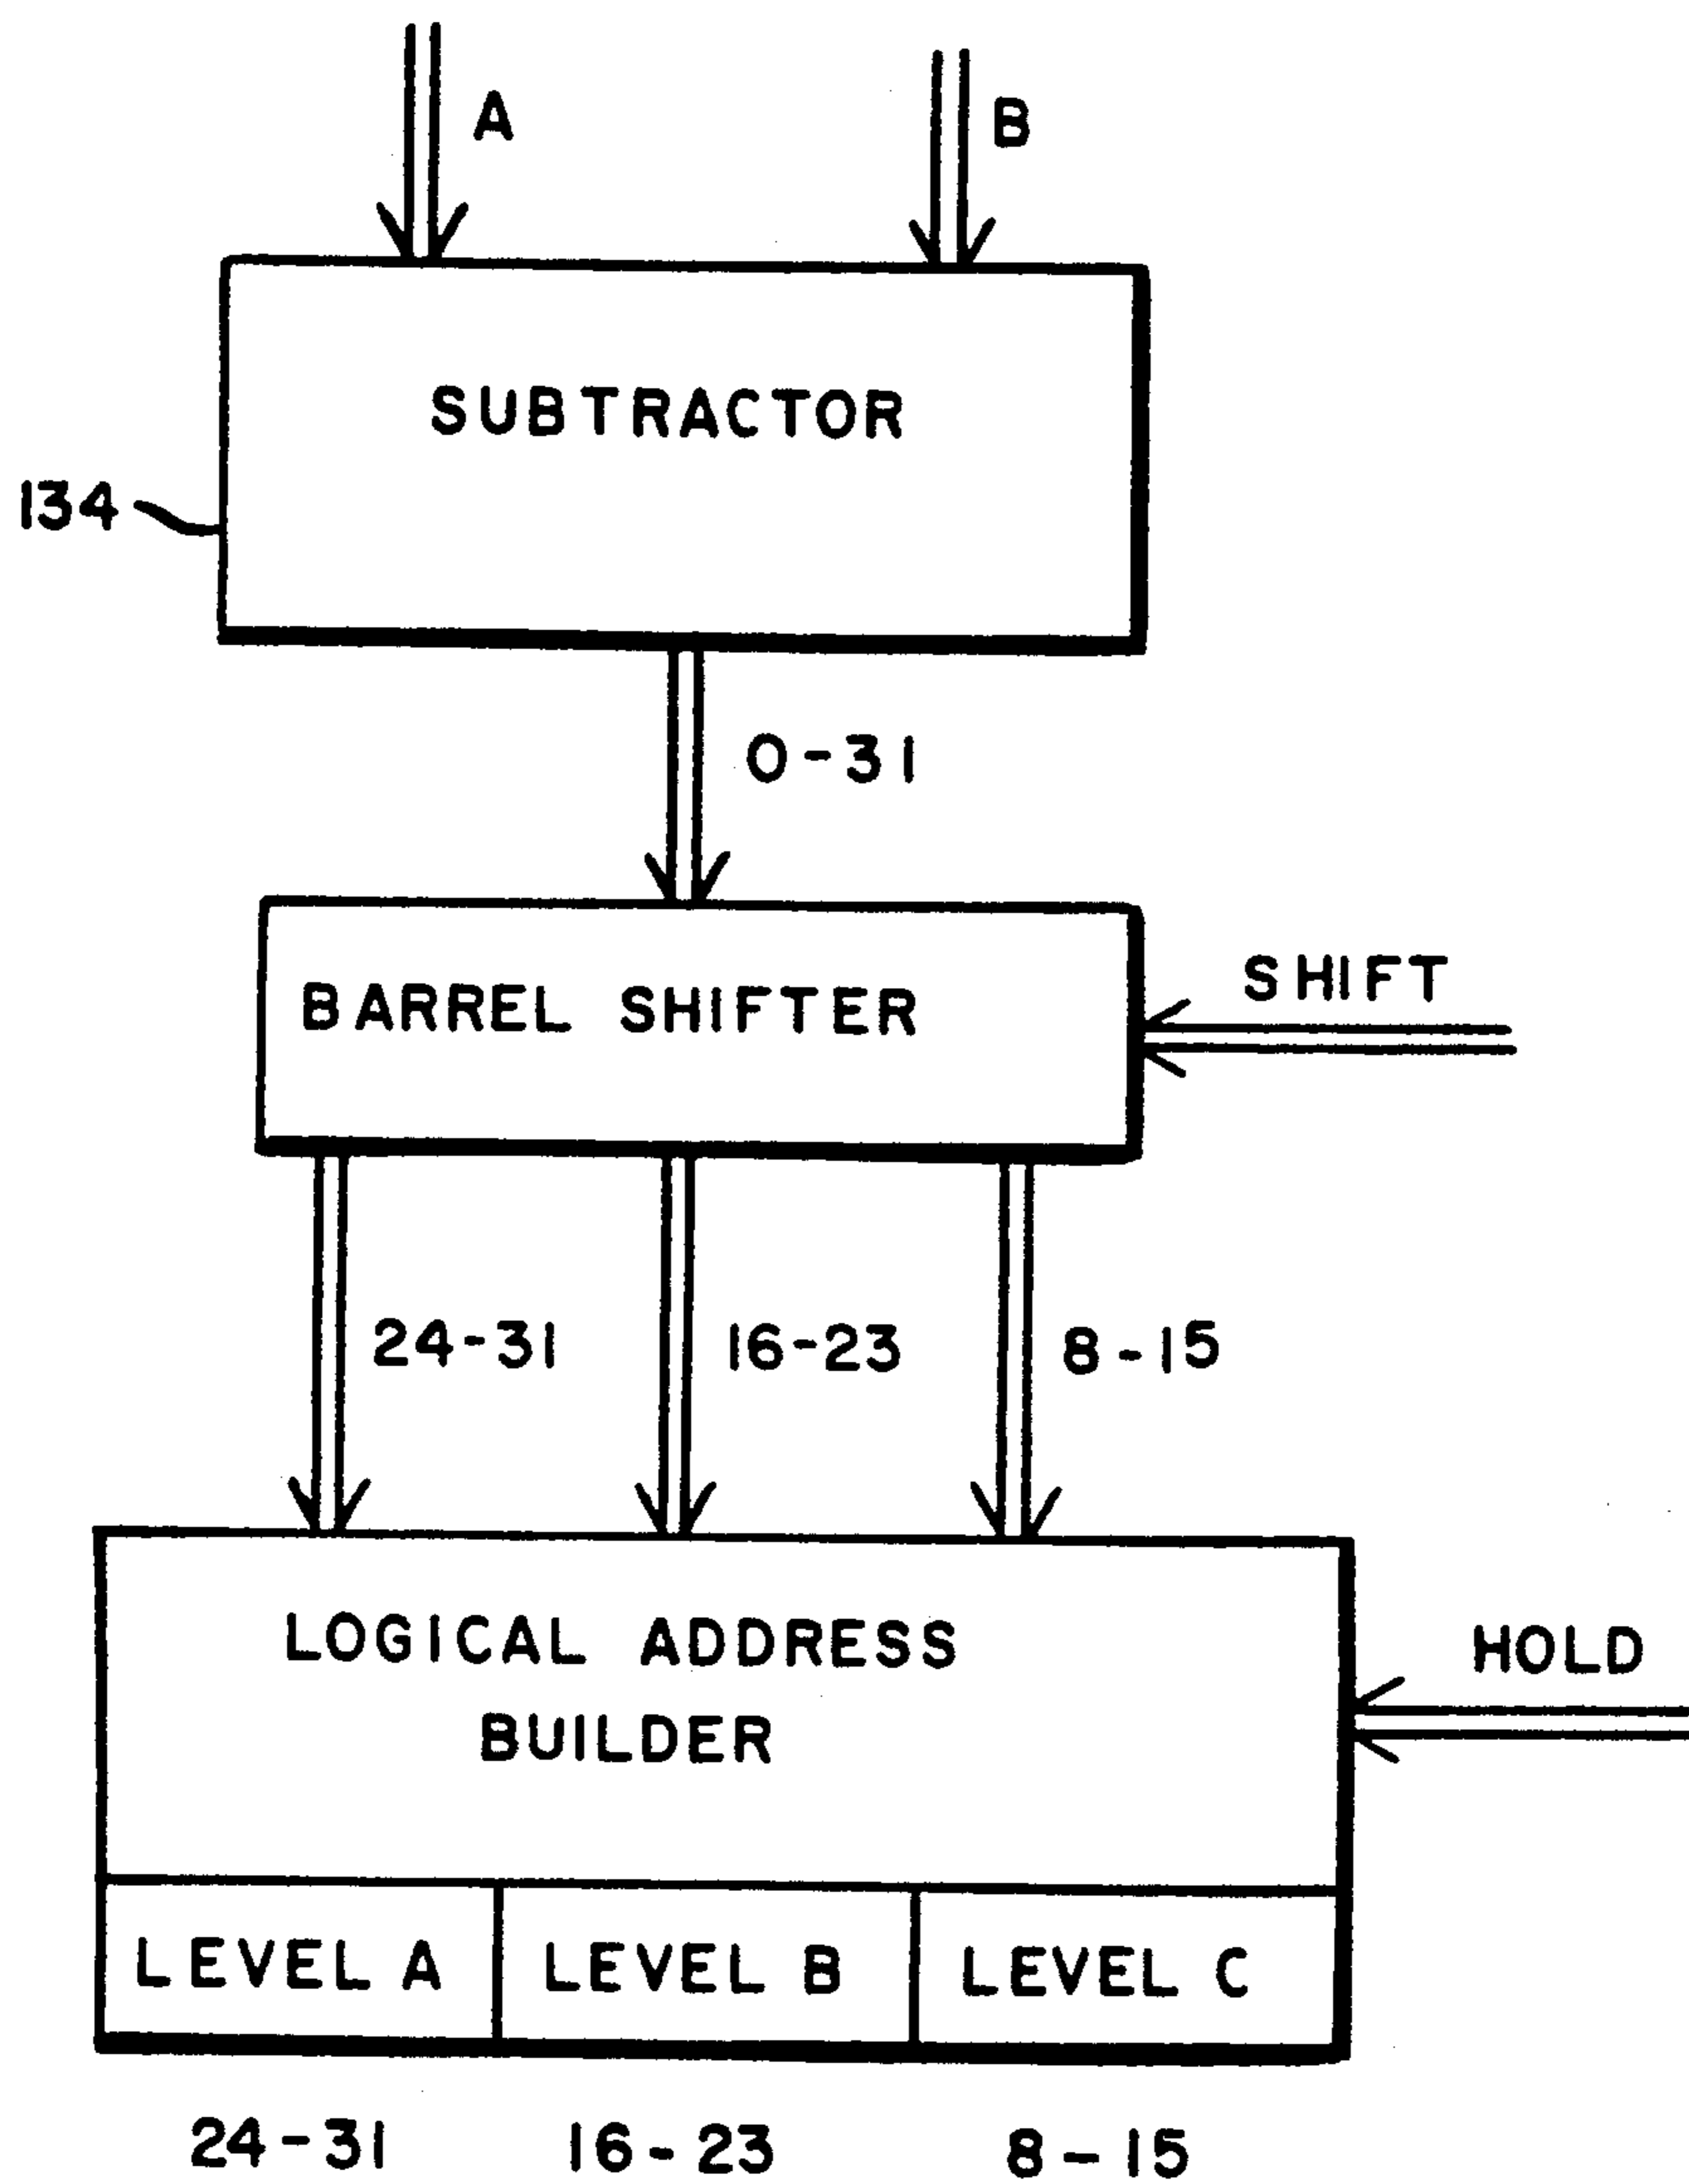 A
B
SUBTRACTOR
134
0-31
BARREL SHIFTER
SHIFT
24-31
16-23
8-15
LOGICAL ADDRESS
BUILDER
HOLD
LEVEL A
LEVEL B
LEVEL C
24-31
16-23
8-15